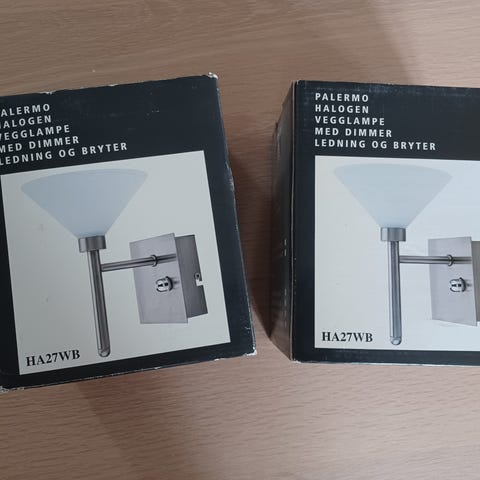 PALERMO
HALOGEN
VEGGLAMPE
MED DIMMER
LEDNING OG BRYTER
HA27WB
PALERMO
HALOGEN
VEGGLAMPE
MED DIMMER
LEDNING OG BRYTER
HA27WB